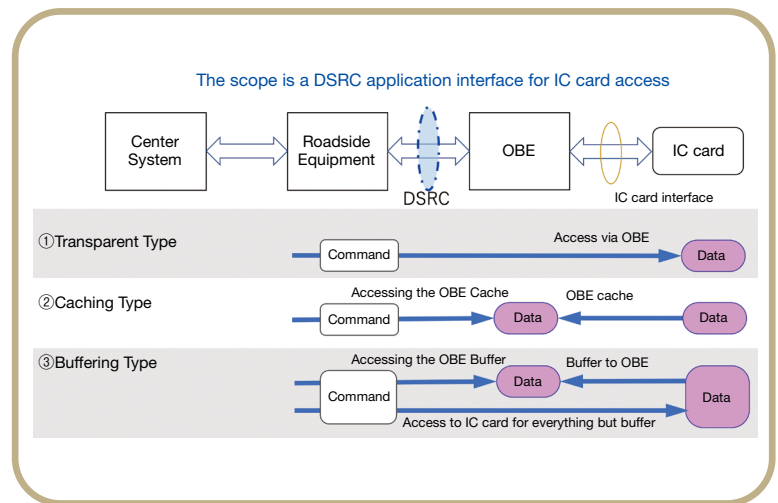 The scope is a DSRC application interface for IC card access
Center
System
Roadside
Equipment
OBE
IC card
DSRC
IC card interface
①Transparent Type
Command
Access via OBE
Data
②Caching Type
Accessing the OBE Cache
OBE cache
Command
Data
Data
③Buffering Type
Accessing the OBE Buffer
Buffer to OBE
Command
Data
Data
Access to IC card for everything but buffer